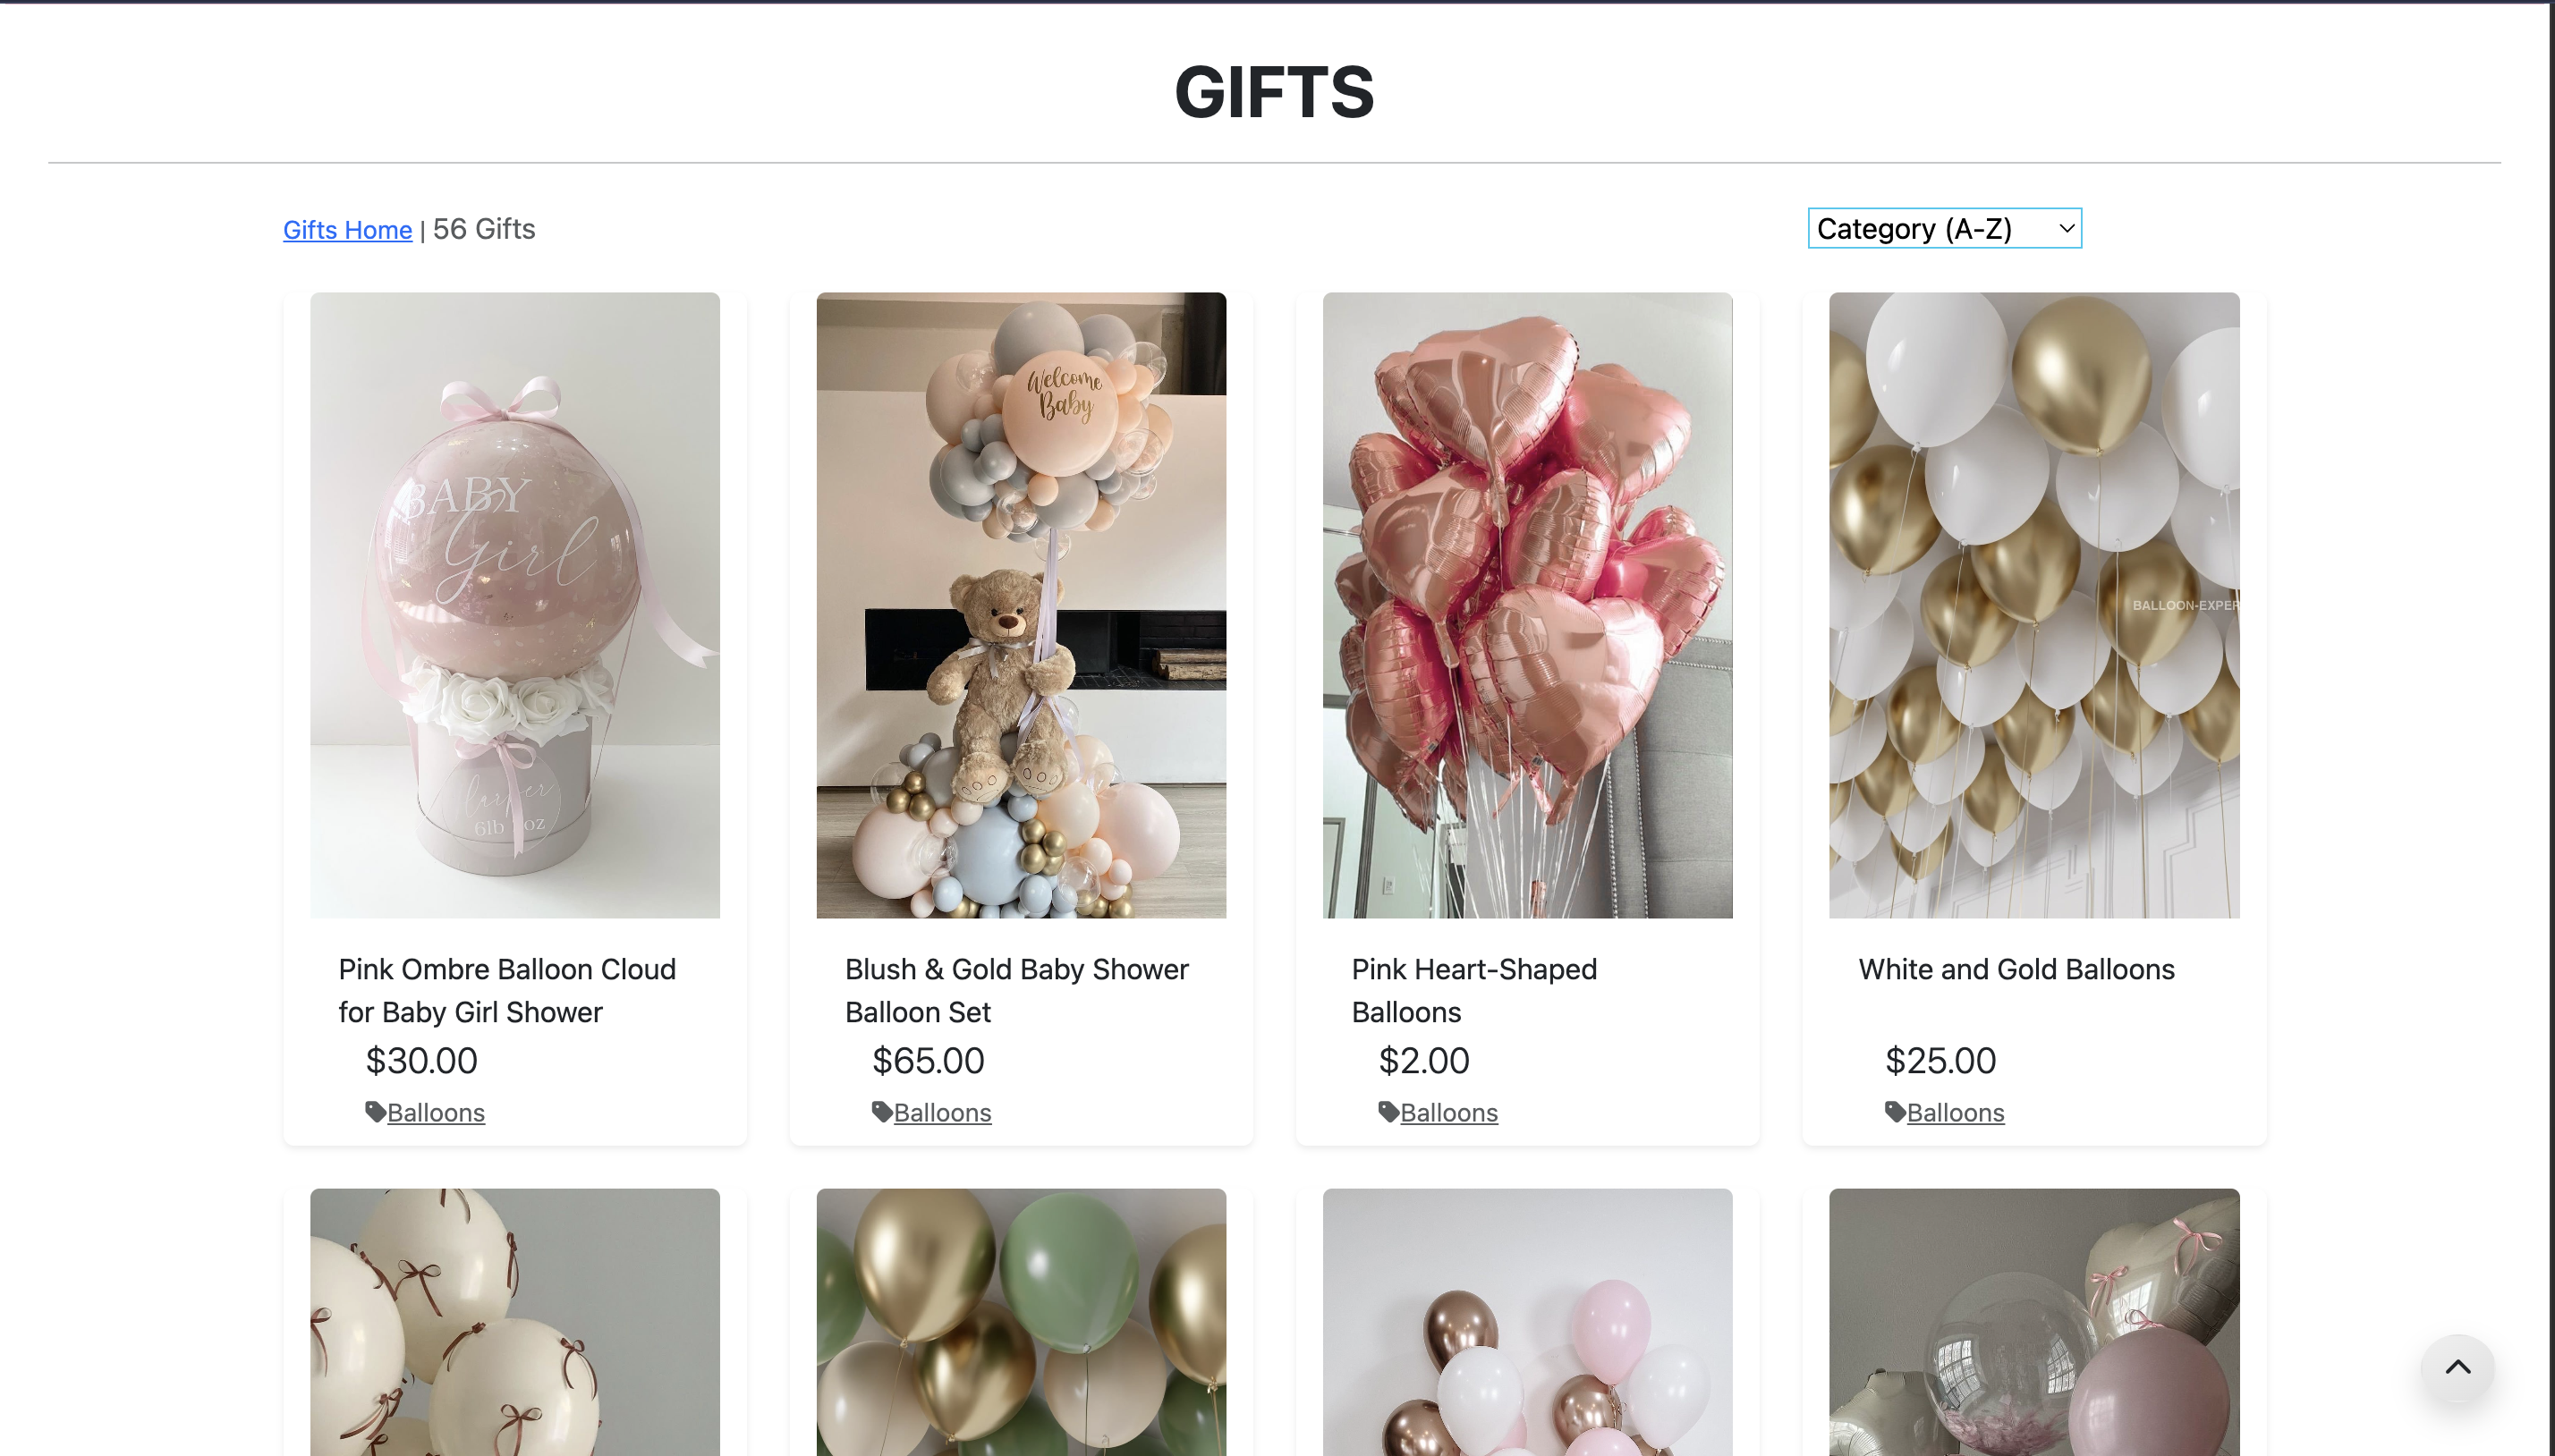 GIFTS
Gifts Home | 56 Gifts
Category (A-Z)
BABY
Girl
6lb oz
Welcome
Baby
BALLOON-EXPER
Pink Ombre Balloon Cloud
for Baby Girl Shower
$30.00
Balloons
Blush & Gold Baby Shower
Balloon Set
$65.00
Balloons
Pink Heart-Shaped
Balloons
$2.00
Balloons
White and Gold Balloons
$25.00
Balloons